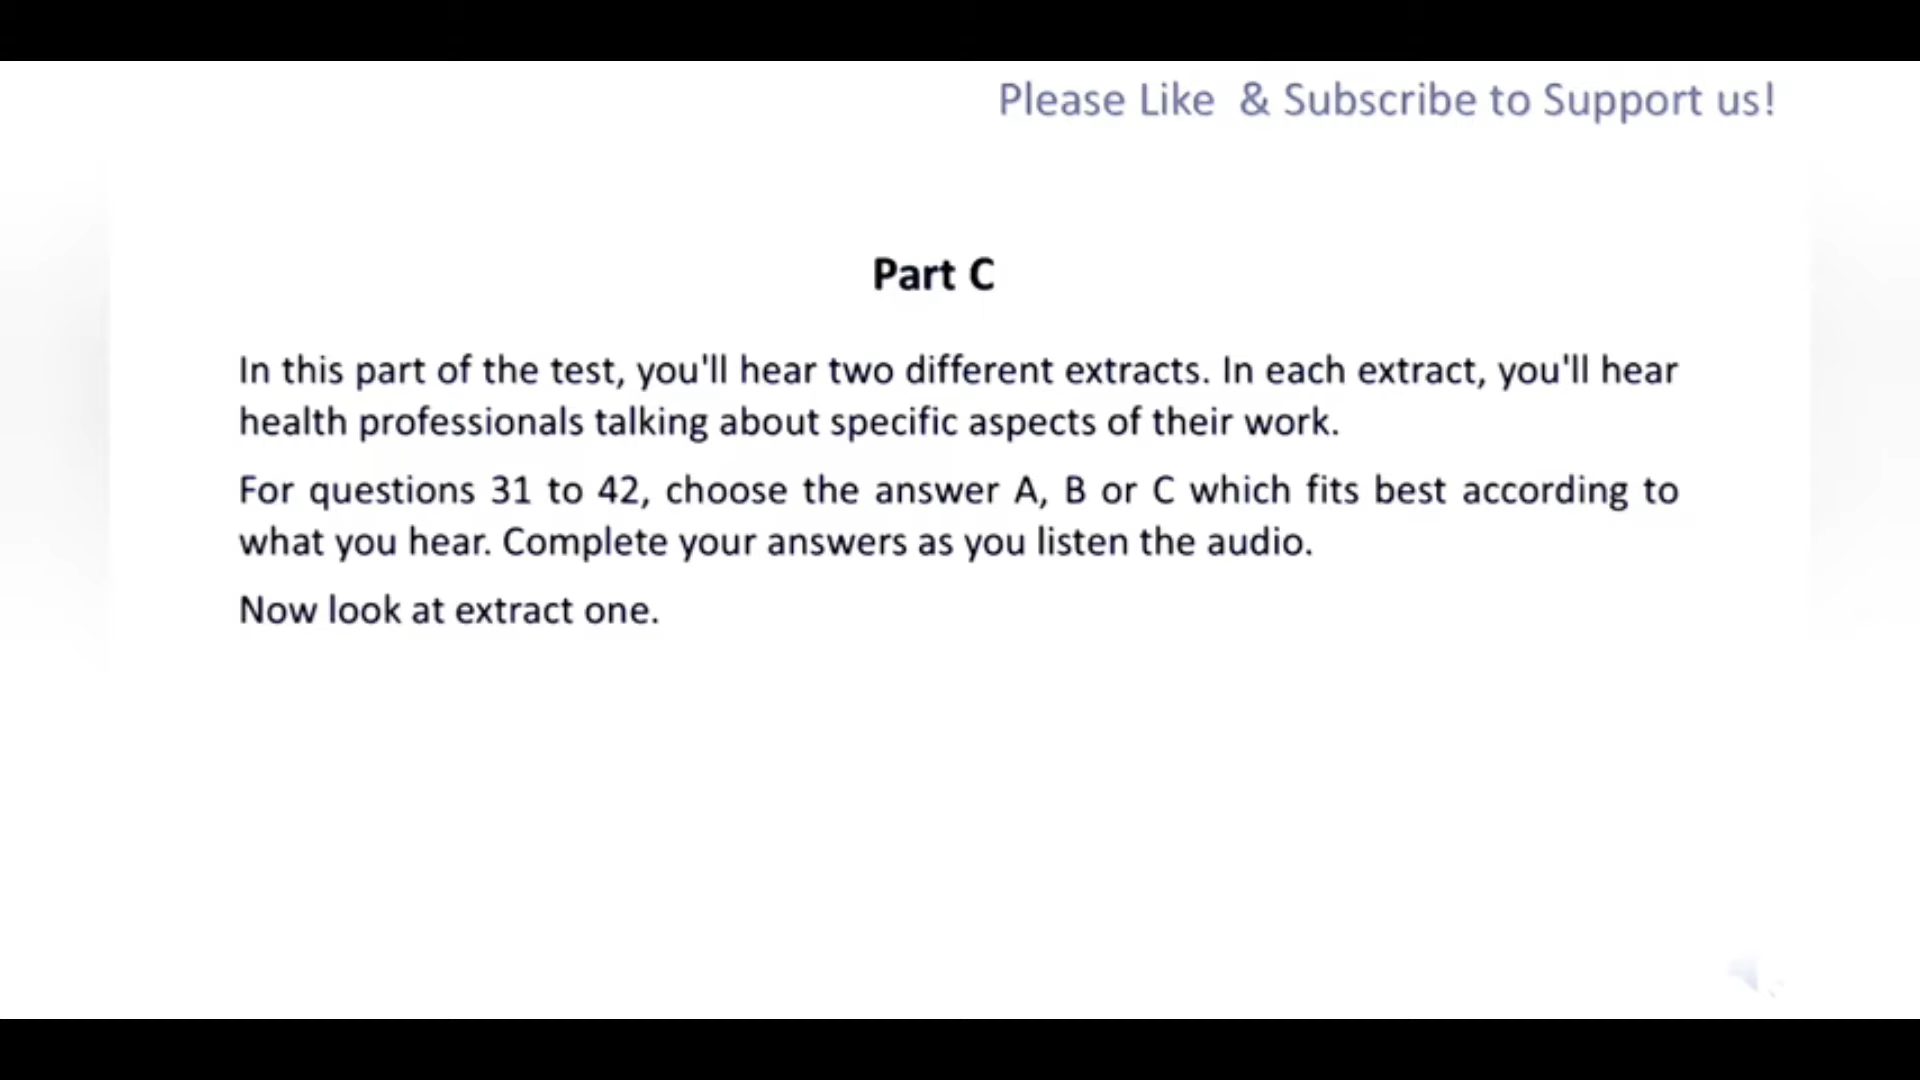 Please Like & Subscribe to Support us!
Part C
In this part of the test, you'll hear two different extracts. In each extract, you'll hear
health professionals talking about specific aspects of their work.
For questions 31 to 42, choose the answer A, B or C which fits best according to
what you hear. Complete your answers as you listen the audio.
Now look at extract one.